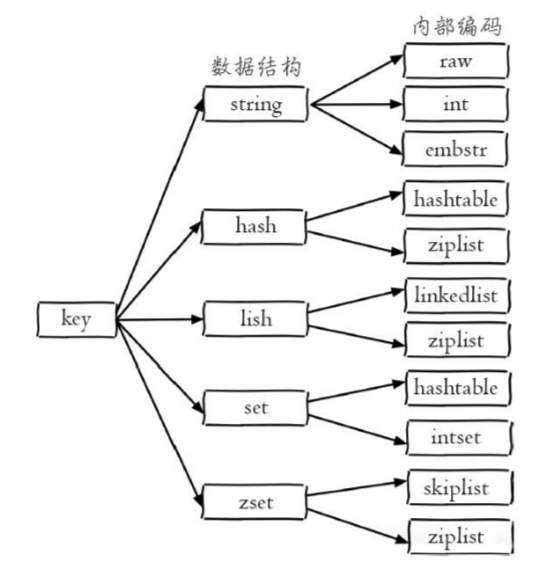 内部编码
数据结构
raw
string
int
embstr
hashtable
hash
ziplist
linkedlist
key
lish
ziplist
hashtable
set
intset
skiplist
zset
ziplist